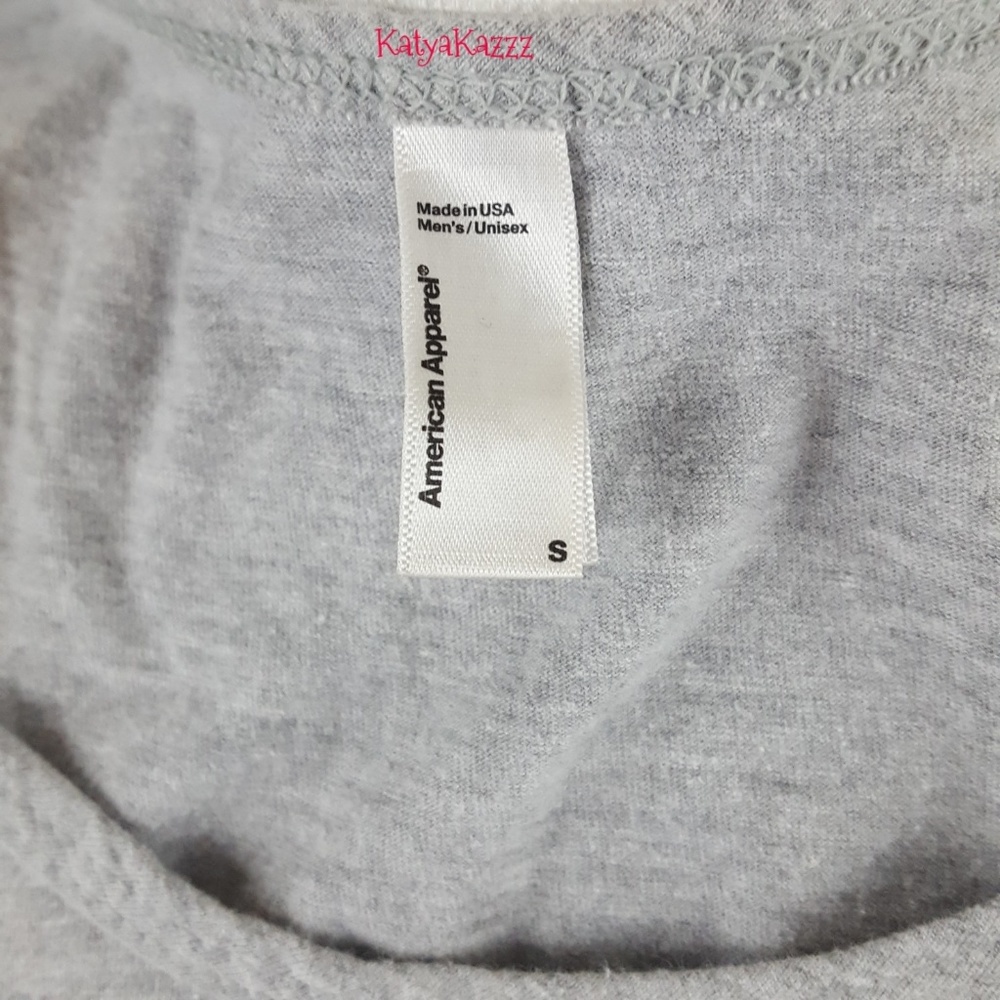 KatyaKazzz
Made in USA
Men's/Unisex
American Apparel®
S